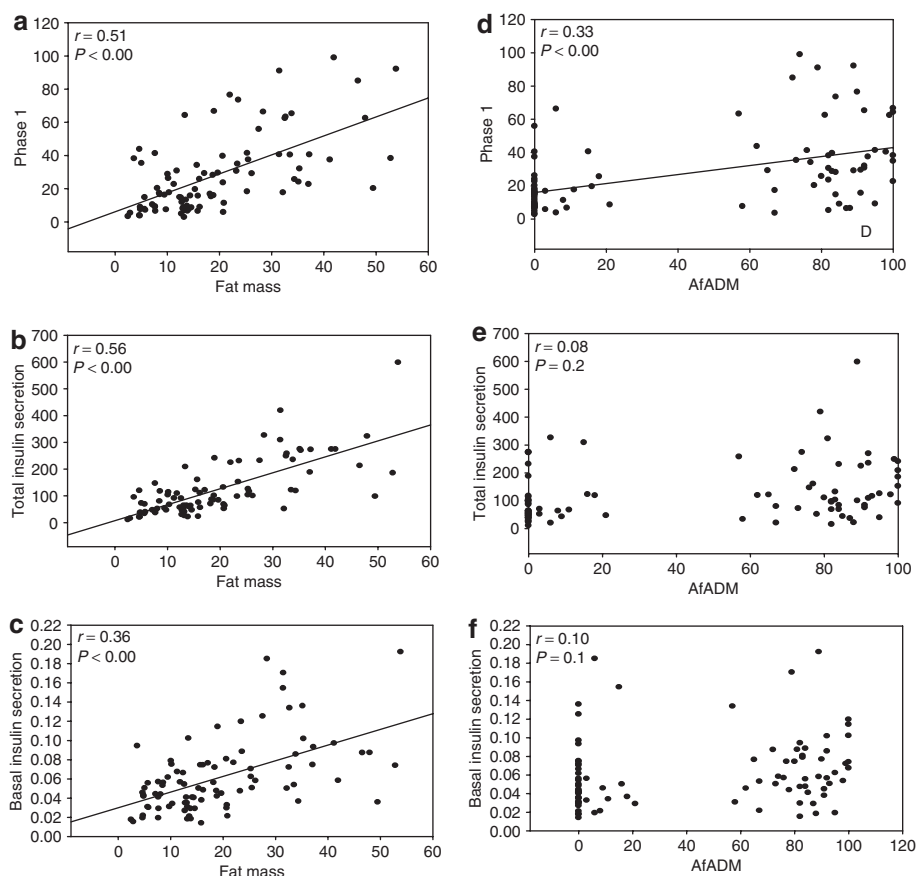 a
r = 0.51
P < 0.00
Phase 1
120
100
80
60
40
20
0
0 10 20 30 40 50 60
Fat mass
d
r = 0.33
P < 0.00
Phase 1
120
100
80
60
40
20
0
D
0 20 40 60 80 100
AfADM
b
r = 0.56
P < 0.00
Total insulin secretion
700
600
500
400
300
200
100
0
0 10 20 30 40 50 60
Fat mass
e
r = 0.08
P = 0.2
Total insulin secretion
700
600
500
400
300
200
100
0
0 20 40 60 80 100
AfADM
c
r = 0.36
P < 0.00
Basal insulin secretion
0.22
0.20
0.18
0.16
0.14
0.12
0.10
0.08
0.06
0.04
0.02
0.00
0 10 20 30 40 50 60
Fat mass
f
r = 0.10
P = 0.1
Basal insulin secretion
0.22
0.20
0.18
0.16
0.14
0.12
0.10
0.08
0.06
0.04
0.02
0.00
–20 0 20 40 60 80 100 120
AfADM